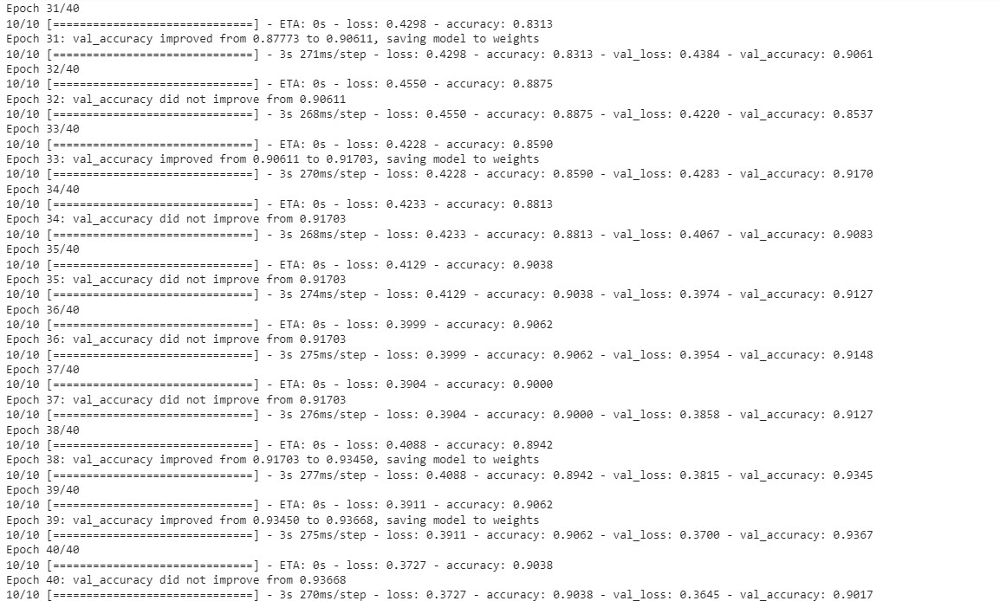 Epoch 31/40
10/10 [==============================] - ETA: 0s - loss: 0.4298 - accuracy: 0.8313
Epoch 31: val_accuracy improved from 0.87773 to 0.90611, saving model to weights
10/10 [==============================] - 3s 271ms/step - loss: 0.4298 - accuracy: 0.8313 - val_loss: 0.4384 - val_accuracy: 0.9061
Epoch 32/40
10/10 [==============================] - ETA: 0s - loss: 0.4550 - accuracy: 0.8875
Epoch 32: val_accuracy did not improve from 0.90611
10/10 [==============================] - 3s 268ms/step - loss: 0.4550 - accuracy: 0.8875 - val_loss: 0.4220 - val_accuracy: 0.8537
Epoch 33/40
10/10 [==============================] - ETA: 0s - loss: 0.4228 - accuracy: 0.8590
Epoch 33: val_accuracy improved from 0.90611 to 0.91703, saving model to weights
10/10 [==============================] - 3s 270ms/step - loss: 0.4228 - accuracy: 0.8590 - val_loss: 0.4283 - val_accuracy: 0.9170
Epoch 34/40
10/10 [==============================] - ETA: 0s - loss: 0.4233 - accuracy: 0.8813
Epoch 34: val_accuracy did not improve from 0.91703
10/10 [==============================] - 3s 268ms/step - loss: 0.4233 - accuracy: 0.8813 - val_loss: 0.4067 - val_accuracy: 0.9083
Epoch 35/40
10/10 [==============================] - ETA: 0s - loss: 0.4129 - accuracy: 0.9038
Epoch 35: val_accuracy did not improve from 0.91703
10/10 [==============================] - 3s 274ms/step - loss: 0.4129 - accuracy: 0.9038 - val_loss: 0.3974 - val_accuracy: 0.9127
Epoch 36/40
10/10 [==============================] - ETA: 0s - loss: 0.3999 - accuracy: 0.9062
Epoch 36: val_accuracy did not improve from 0.91703
10/10 [==============================] - 3s 275ms/step - loss: 0.3999 - accuracy: 0.9062 - val_loss: 0.3954 - val_accuracy: 0.9148
Epoch 37/40
10/10 [==============================] - ETA: 0s - loss: 0.3904 - accuracy: 0.9000
Epoch 37: val_accuracy did not improve from 0.91703
10/10 [==============================] - 3s 276ms/step - loss: 0.3904 - accuracy: 0.9000 - val_loss: 0.3858 - val_accuracy: 0.9127
Epoch 38/40
10/10 [==============================] - ETA: 0s - loss: 0.4088 - accuracy: 0.8942
Epoch 38: val_accuracy improved from 0.91703 to 0.93450, saving model to weights
10/10 [==============================] - 3s 277ms/step - loss: 0.4088 - accuracy: 0.8942 - val_loss: 0.3815 - val_accuracy: 0.9345
Epoch 39/40
10/10 [==============================] - ETA: 0s - loss: 0.3911 - accuracy: 0.9062
Epoch 39: val_accuracy improved from 0.93450 to 0.93668, saving model to weights
10/10 [==============================] - 3s 275ms/step - loss: 0.3911 - accuracy: 0.9062 - val_loss: 0.3700 - val_accuracy: 0.9367
Epoch 40/40
10/10 [==============================] - ETA: 0s - loss: 0.3727 - accuracy: 0.9038
Epoch 40: val_accuracy did not improve from 0.93668
10/10 [==============================] - 3s 270ms/step - loss: 0.3727 - accuracy: 0.9038 - val_loss: 0.3645 - val_accuracy: 0.9017